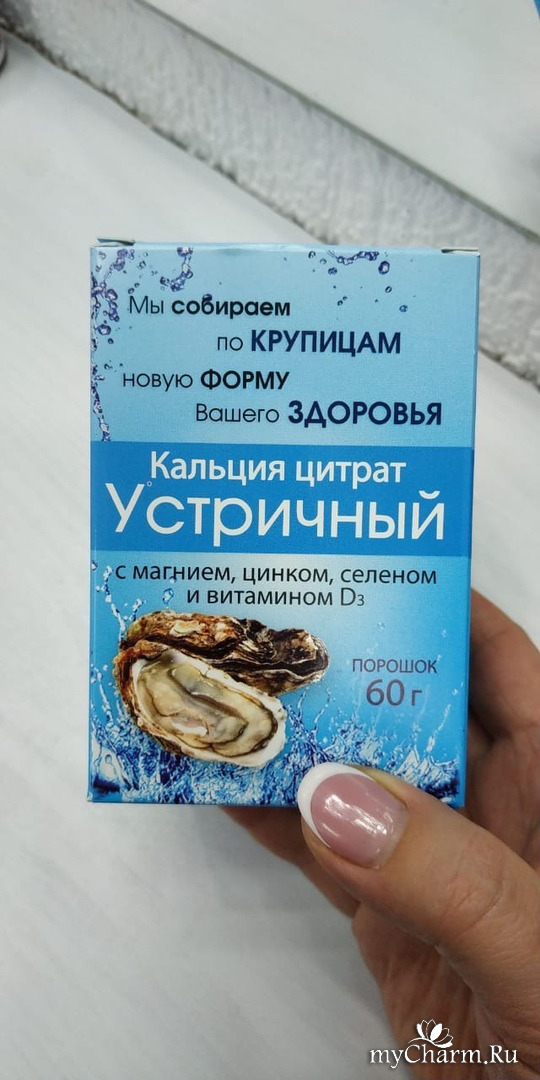 Мы собираем
по КРУПИЦАМ
новую ФОРМУ
Вашего ЗДОРОВЬЯ
Кальция цитрат
Устричный
с магнием, цинком, селеном
и витамином D3
ПОРОШОК
60 г
myCharm.Ru